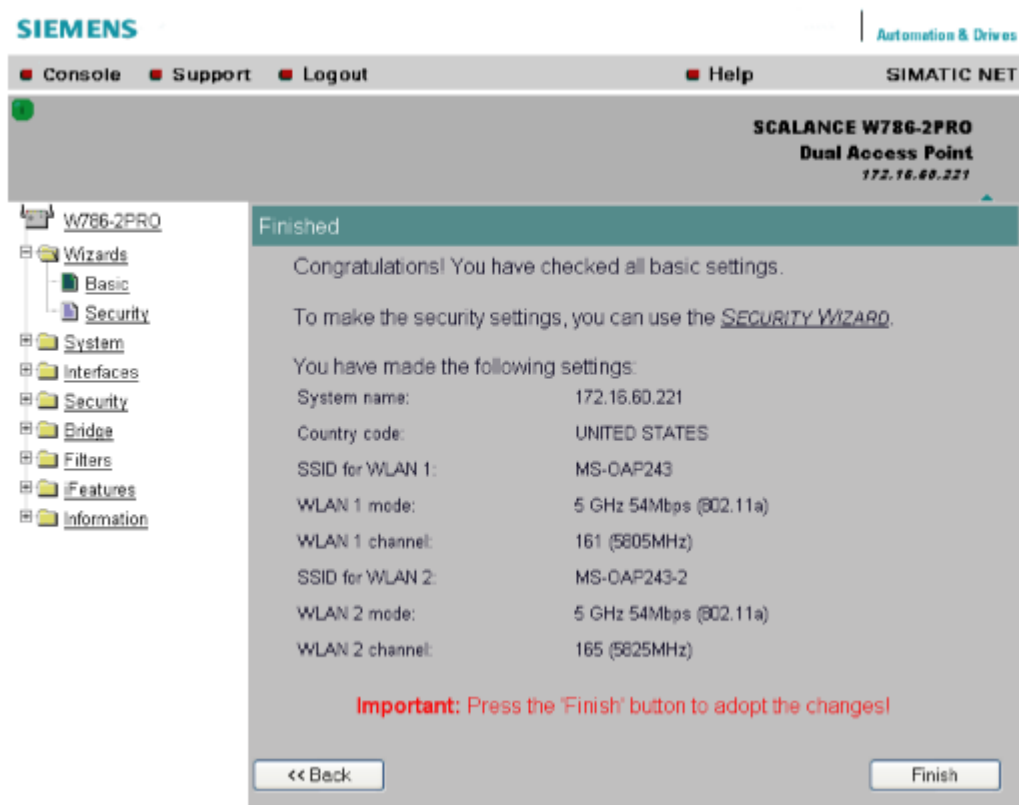 SIEMENS
Automation & Drives
Console Support Logout Help SIMATIC NET
SCALANCE W786-2PRO
Dual Access Point
172.16.60.221
W786-2PRO
Wizards
Basic
Security
System
Interfaces
Security
Bridge
Filters
iFeatures
Information
Finished
Congratulations! You have checked all basic settings.
To make the security settings, you can use the SECURITY WIZARD.
You have made the following settings:
System name: 172.16.60.221
Country code: UNITED STATES
SSID for WLAN 1: MS-OAP243
WLAN 1 mode: 5 GHz 54Mbps (802.11a)
WLAN 1 channel: 161 (5805MHz)
SSID for WLAN 2: MS-OAP243-2
WLAN 2 mode: 5 GHz 54Mbps (802.11a)
WLAN 2 channel: 165 (5825MHz)
Important: Press the 'Finish' button to adopt the changes!
<< Back Finish